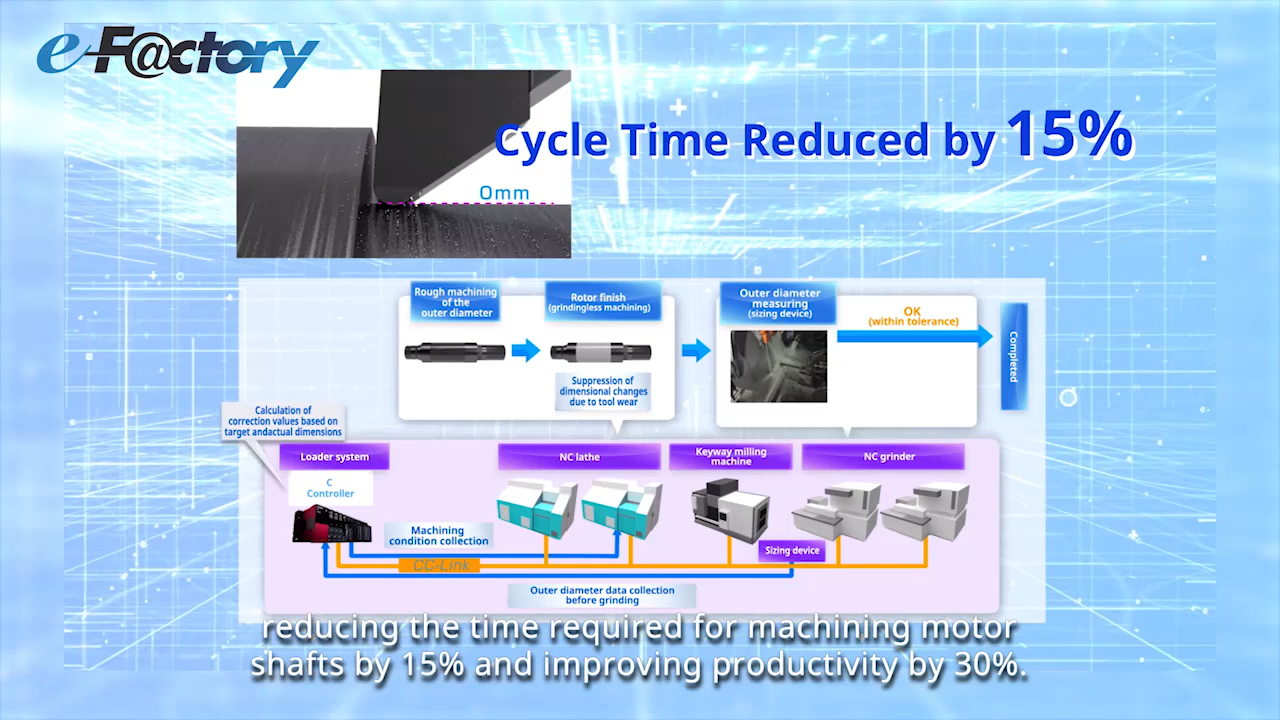 e-F@ctory
Cycle Time Reduced by 15%
0mm
Rough machining
of the
outer diameter
Rotor finish
(grindingless machining)
Outer diameter
measuring
(sizing device)
OK
(within tolerance)
Completed
Suppression of
dimensional changes
due to tool wear
Calculation of
correction values based on
target andactual dimensions
Loader system
NC lathe
Keyway milling
machine
NC grinder
C
Controller
Machining
condition collection
Sizing device
CC-Link
Outer diameter data collection
before grinding
reducing the time required for machining motor
shafts by 15% and improving productivity by 30%.